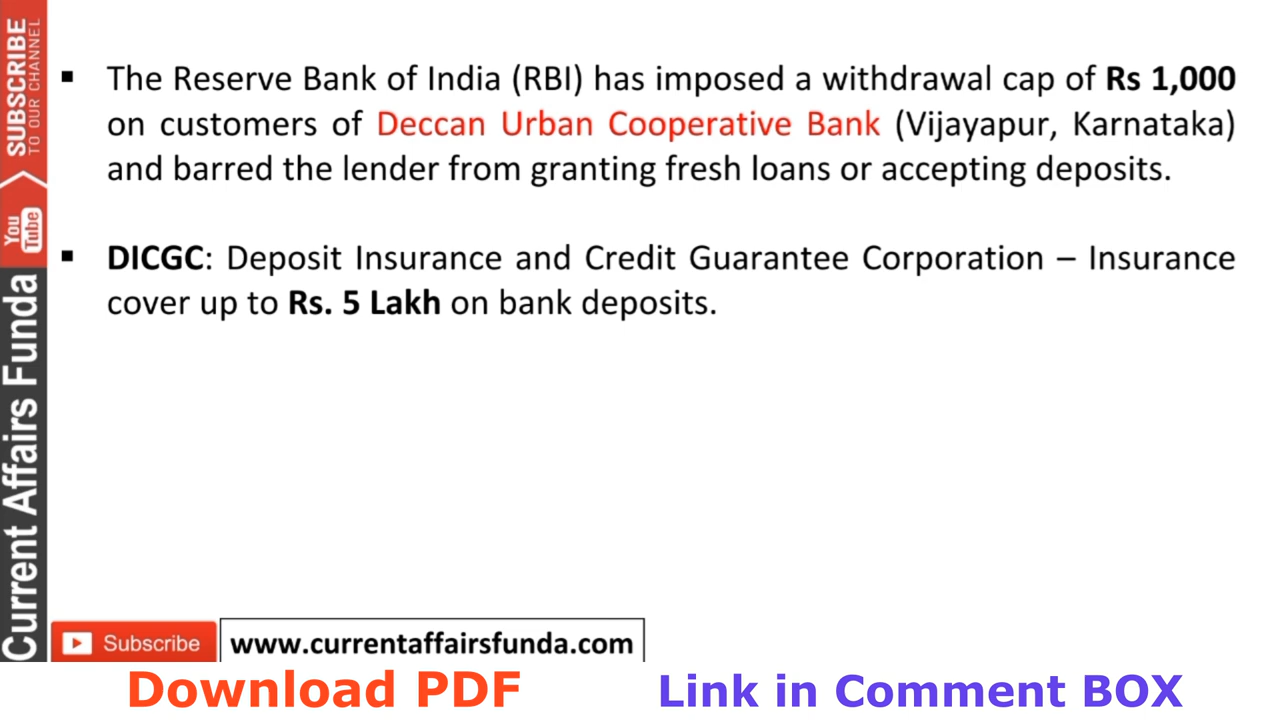 SUBSCRIBE
TO OUR CHANNEL
You
Tube
Current Affairs Funda
▪ The Reserve Bank of India (RBI) has imposed a withdrawal cap of Rs 1,000
on customers of Deccan Urban Cooperative Bank (Vijayapur, Karnataka)
and barred the lender from granting fresh loans or accepting deposits.
▪ DICGC: Deposit Insurance and Credit Guarantee Corporation – Insurance
cover up to Rs. 5 Lakh on bank deposits.
Subscribe
www.currentaffairsfunda.com
Download PDF
Link in Comment BOX